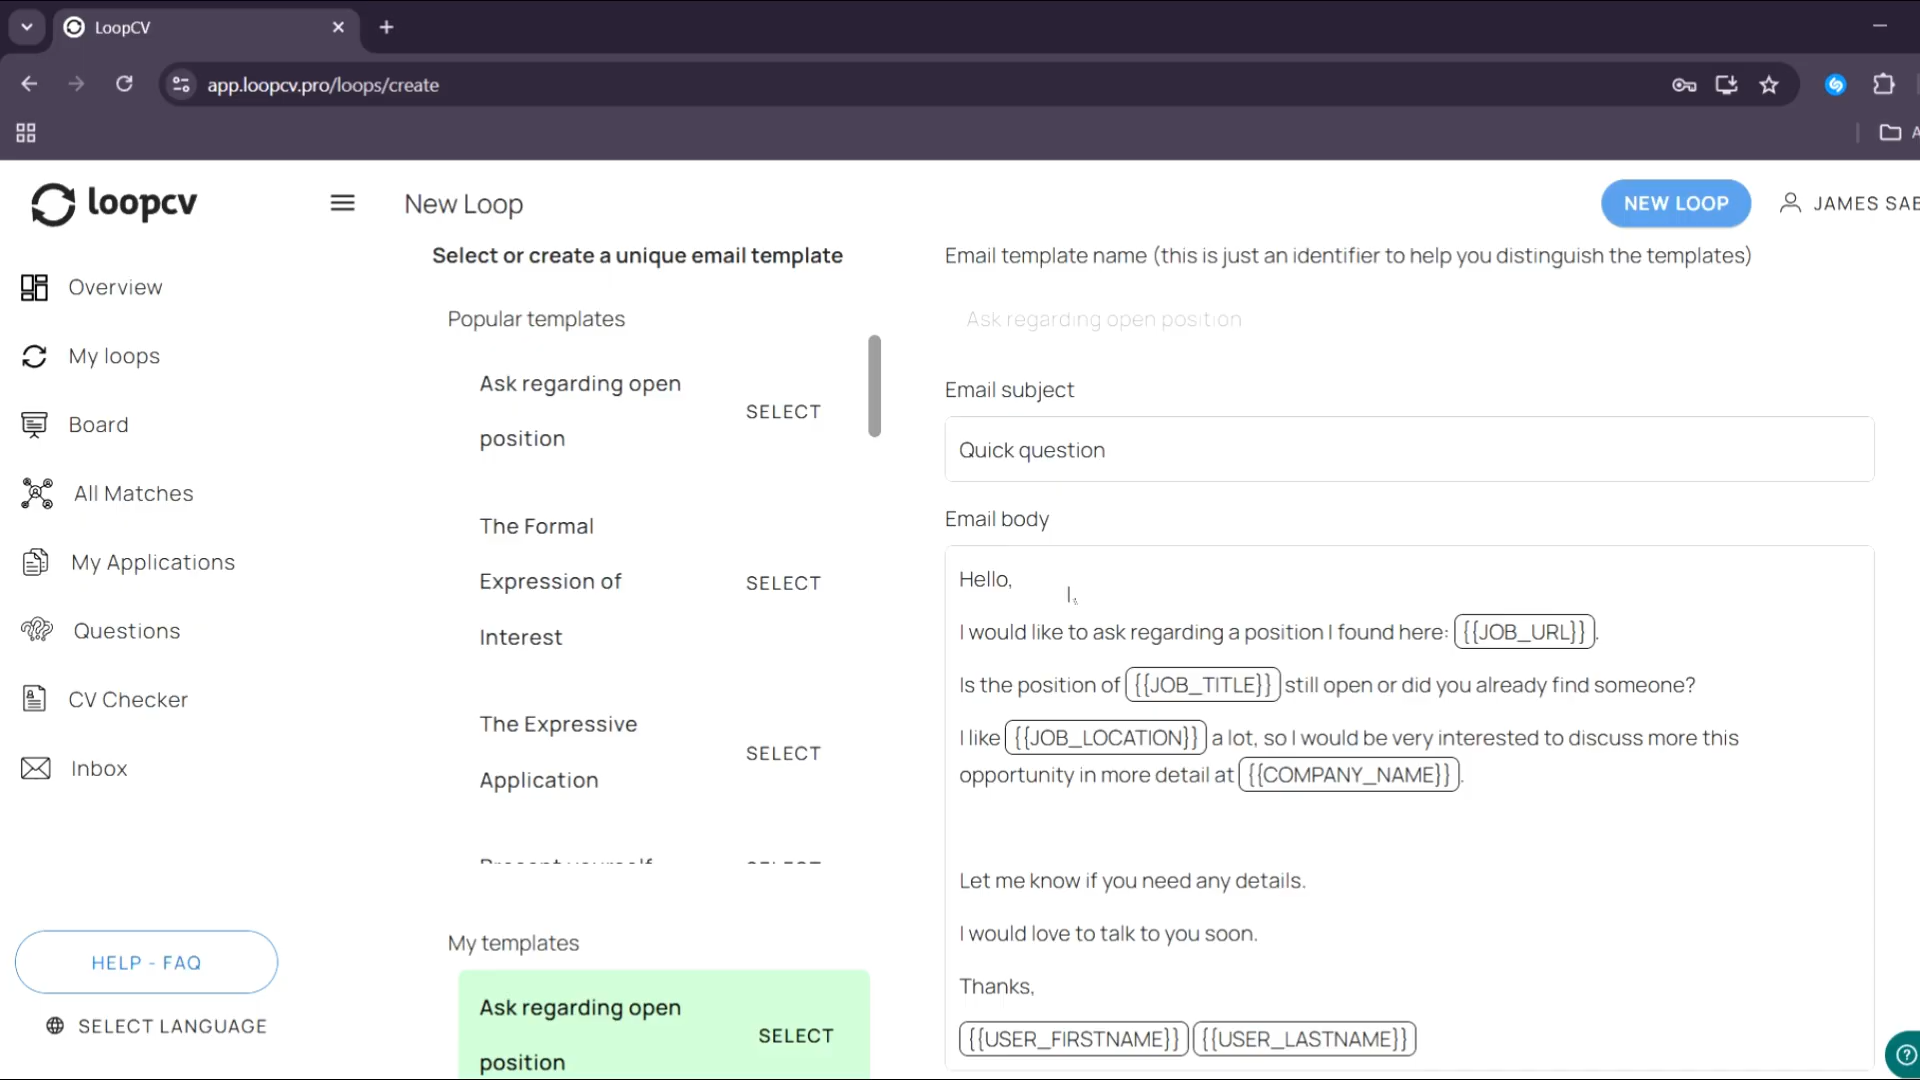 LoopCV
app.loopcv.pro/loops/create
loopcv
New Loop
NEW LOOP
JAMES SAB
Overview
My loops
Board
All Matches
My Applications
Questions
CV Checker
Inbox
HELP - FAQ
SELECT LANGUAGE
Select or create a unique email template
Popular templates
Ask regarding open
position
SELECT
The Formal
Expression of
Interest
SELECT
The Expressive
Application
SELECT
Present yourself
SELECT
My templates
Ask regarding open
position
SELECT
Email template name (this is just an identifier to help you distinguish the templates)
Ask regarding open position
Email subject
Quick question
Email body
Hello,
I would like to ask regarding a position I found here: {{JOB_URL}}.
Is the position of {{JOB_TITLE}} still open or did you already find someone?
I like {{JOB_LOCATION}} a lot, so I would be very interested to discuss more this
opportunity in more detail at {{COMPANY_NAME}}.
Let me know if you need any details.
I would love to talk to you soon.
Thanks,
{{USER_FIRSTNAME}} {{USER_LASTNAME}}